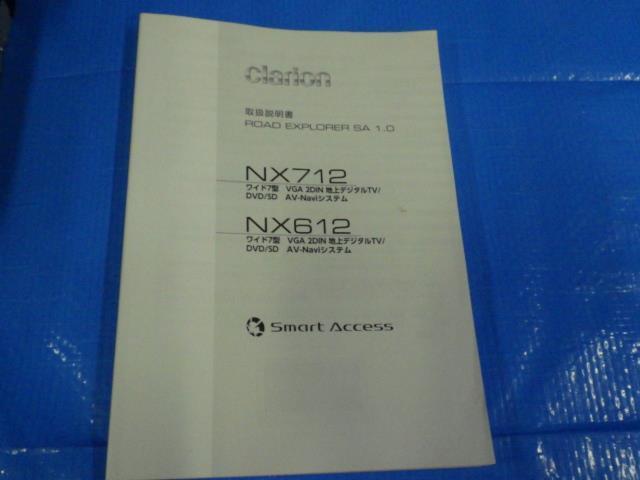 clarion
取扱説明書
ROAD EXPLORER SA 1.0
NX712
ワイド7型 VGA 2DIN 地上デジタルTV/
DVD/SD AV-Naviシステム
NX612
ワイド7型 VGA 2DIN 地上デジタルTV/
DVD/SD AV-Naviシステム
Smart Access